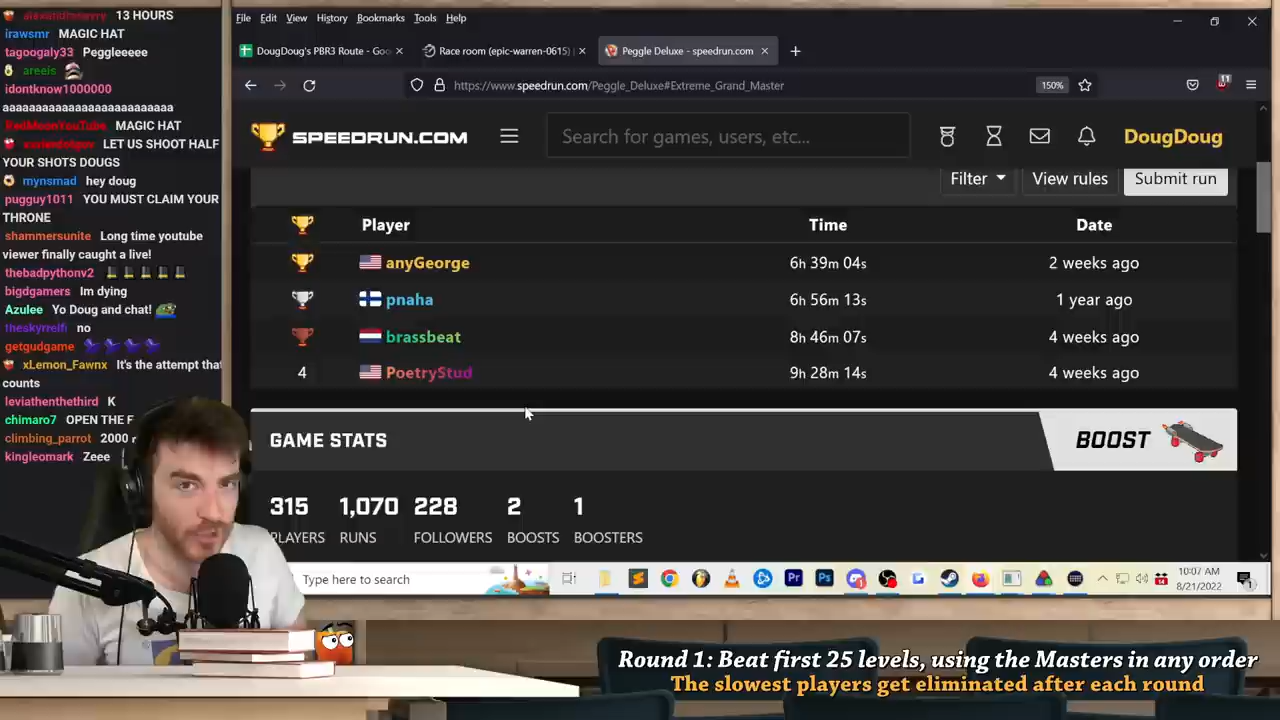 alexandtheawry 13 HOURS
irawsmr MAGIC HAT
tagoogaly33 Peggleeeee
areeis
idontknow1000000
aaaaaaaaaaaaaaaaaaaaaaaaaa
RedMoonYouTube MAGIC HAT
LET US SHOOT HALF
YOUR SHOTS DOUGS
mynsmad hey doug
pugguy1011 YOU MUST CLAIM YOUR
THRONE
shammersunite Long time youtube
viewer finally caught a live!
thebadpythonv2
bigdgamers Im dying
Azulee Yo Doug and chat!
theskyrreifi no
getgudgame
xLemon_Fawnx It's the attempt that
counts
leviathenthethird K
chimaro7 OPEN THE F
climbing_parrot 2000
kingleomark Zeee
File Edit View History Bookmarks Tools Help
DougDoug's PBR3 Route - Goo
Race room (epic-warren-0615) |
Peggle Deluxe - speedrun.com
https://www.speedrun.com/Peggle_Deluxe#Extreme_Grand_Master
150%
11
SPEEDRUN.COM
Search for games, users, etc...
DougDoug
Filter View rules Submit run
Player Time Date
anyGeorge 6h 39m 04s 2 weeks ago
pnaha 6h 56m 13s 1 year ago
brassbeat 8h 46m 07s 4 weeks ago
4 PoetryStud 9h 28m 14s 4 weeks ago
GAME STATS
BOOST
315 1,070 228 2 1
PLAYERS RUNS FOLLOWERS BOOSTS BOOSTERS
Type here to search
Pr Ps
10:07 AM
8/21/2022
1
Round 1: Beat first 25 levels, using the Masters in any order
The slowest players get eliminated after each round